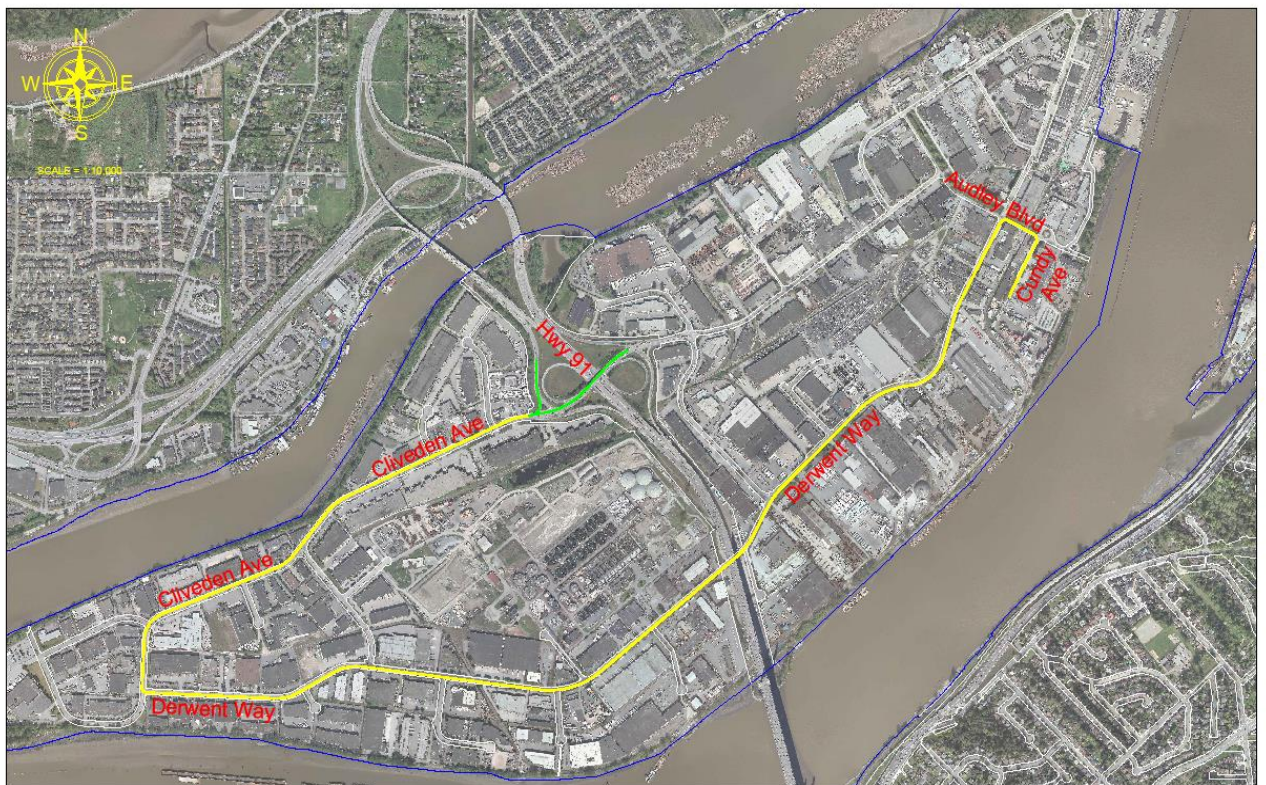 N
W E
S
SCALE = 1:10 000
Audley Blvd
Cundy
Ave
Hwy 91
Cliveden Ave
Derwent Way
Cliveden Ave
Derwent Way